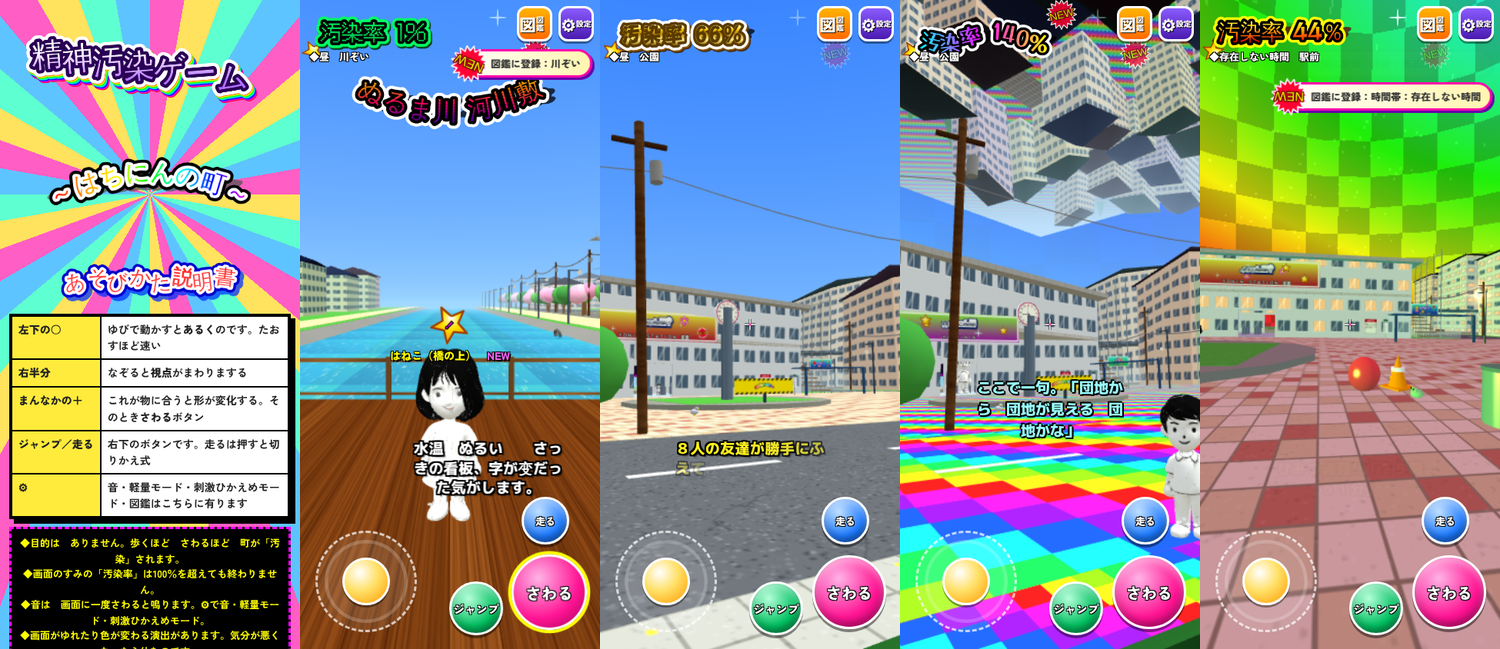 精神汚染ゲーム
～はちにんの町～
あそびかた説明書
左下の○
ゆびで動かすとあるくのです。たおすほど速い
右半分
なぞると視点がまわりまする
まんなかの＋
これが物に合うと形が変化する。そのときさわるボタン
ジャンプ／走る
右下のボタンです。走るは押すと切りかえ式
⚙
音・軽量モード・刺激ひかえめモード・図鑑はこちらに有ります
◆目的は　ありません。歩くほど　さわるほど　町が「汚染」されます。
◆画面のすみの「汚染率」は100%を超えても終わりません。
◆音は　画面に一度さわると鳴ります。⚙で音・軽量モード・刺激ひかえめモード。
◆画面がゆれたり色が変わる演出があります。気分が悪く
汚染率 1%
図鑑
⚙設定
◆昼　川ぞい
NEW
図鑑に登録：川ぞい
ぬるま川 河川敷
はねこ（橋の上）　NEW
水温　ぬるい　　さっきの看板、字が変だった気がします。
走る
ジャンプ
さわる
汚染率 66%
図鑑
⚙設定
◆昼　公園
NEW
８人の友達が勝手にふえて
走る
ジャンプ
さわる
汚染率 140%
NEW
図鑑
⚙設定
NEW
◆昼　公園
ここで一句。「団地から　団地が見える　団地かな」
走る
ジャンプ
さわる
汚染率 44%
図鑑
⚙設定
◆存在しない時間　駅前
NEW
NEW
図鑑に登録：時間帯：存在しない時間
走る
ジャンプ
さわる